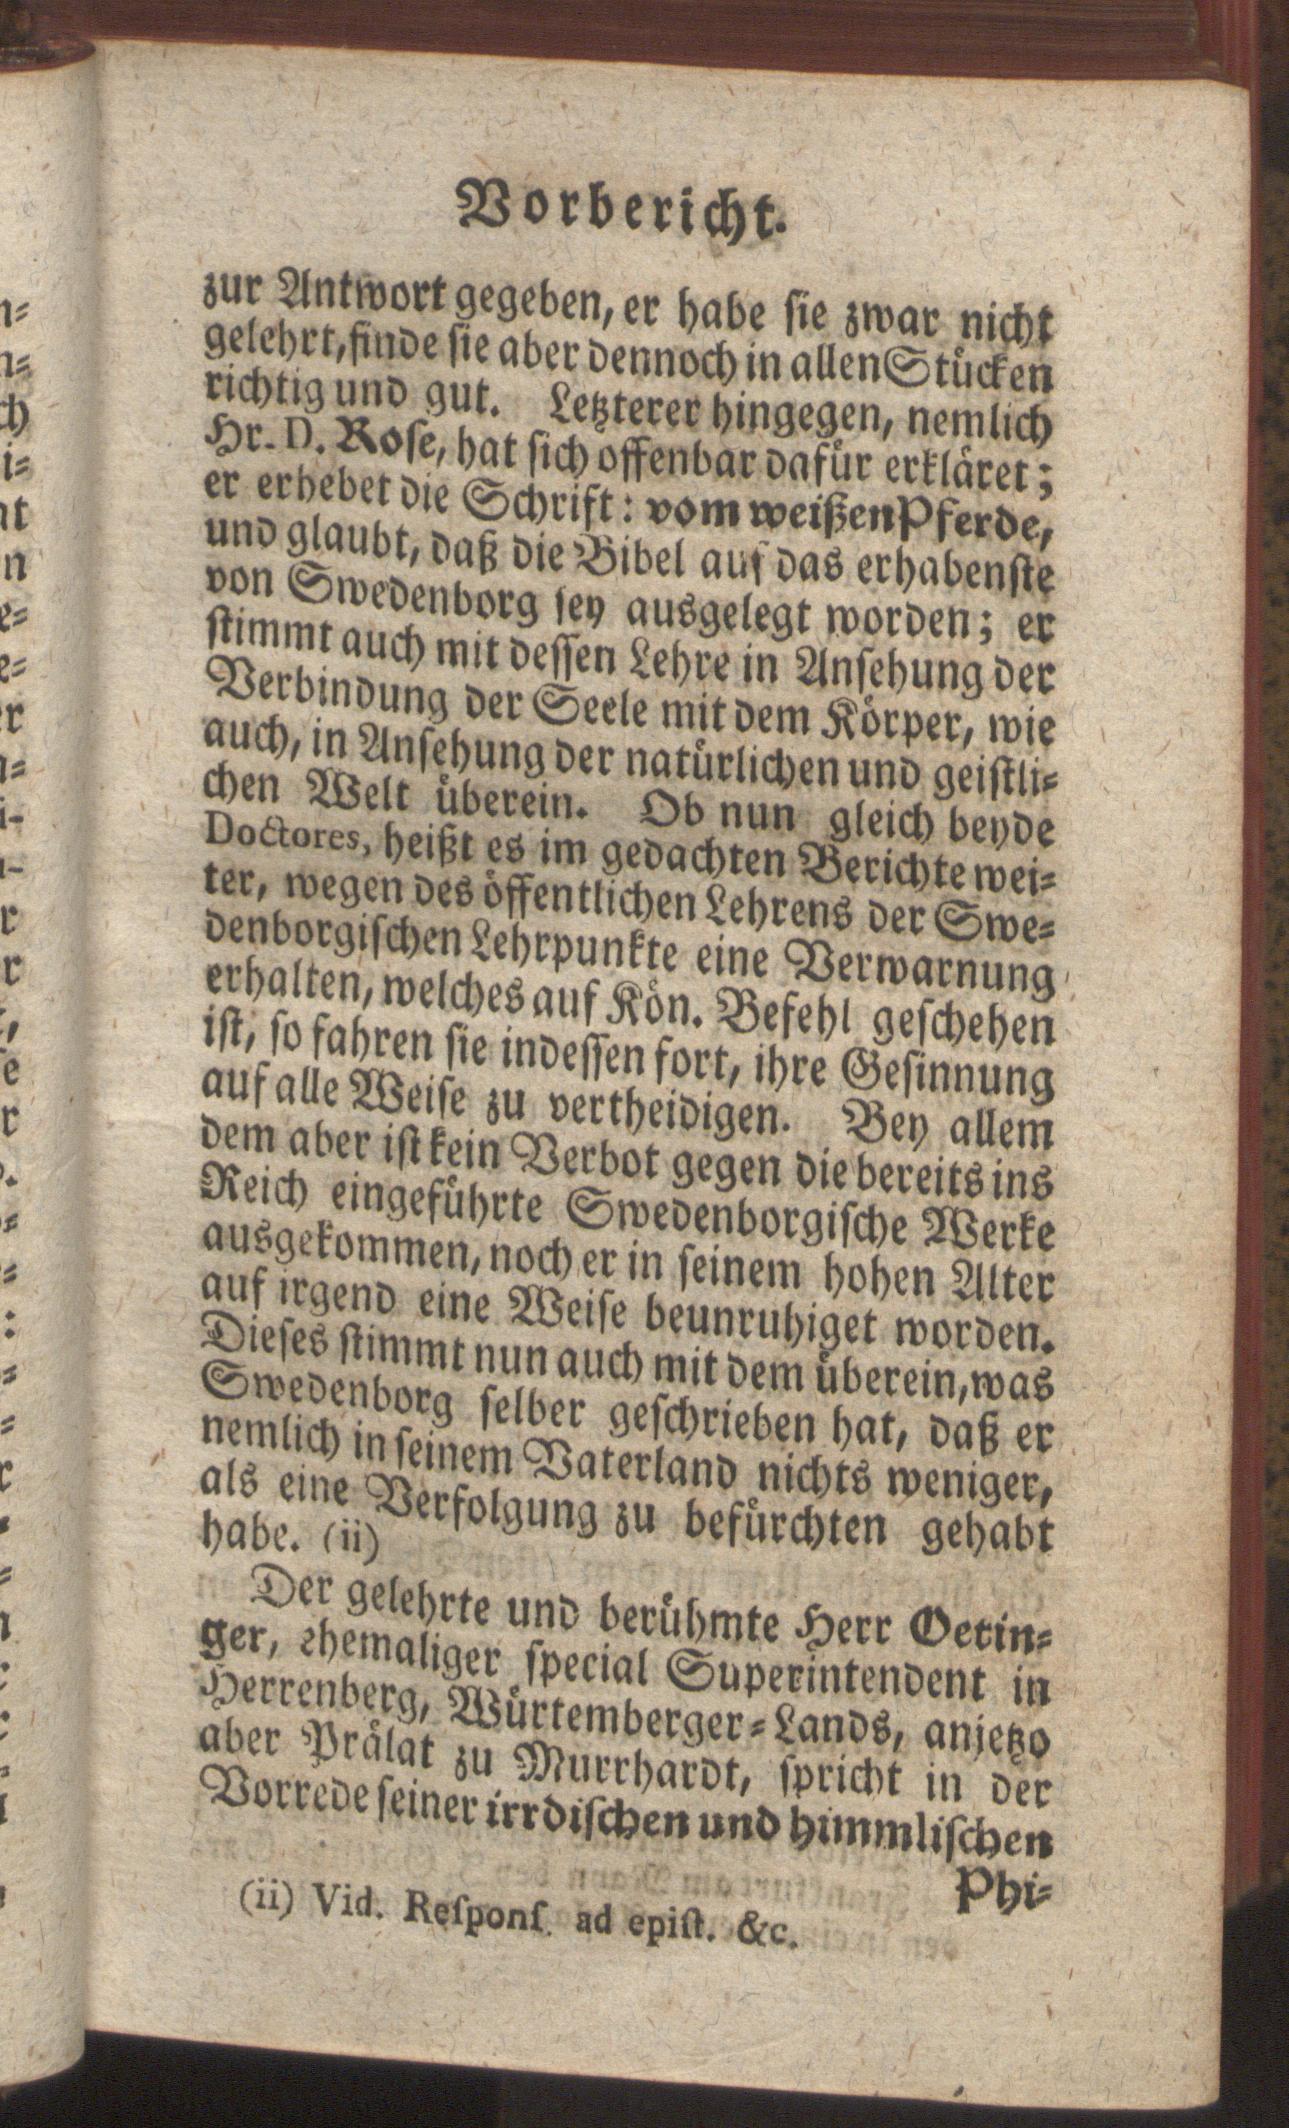 Vorbericht.
zur Antwort gegeben, er habe sie zwar nicht
gelehrt, finde sie aber dennoch in allen Stücken
richtig und gut. Letzterer hingegen, nemlich
Hr. D. Rose, hat sich offenbar dafür erkläret;
er erhebet die Schrift: vom weißen Pferde,
und glaubt, daß die Bibel auf das erhabenste
von Swedenborg sey ausgelegt worden; er
stimmt auch mit dessen Lehre in Ansehung der
Verbindung der Seele mit dem Körper, wie
auch, in Ansehung der natürlichen und geistli-
chen Welt überein. Ob nun gleich beyde
Doctores, heißt es im gedachten Berichte wei-
ter, wegen des öffentlichen Lehrens der Swe-
denborgischen Lehrpunkte eine Verwarnung
erhalten, welches auf Kön. Befehl geschehen
ist, so fahren sie indessen fort, ihre Gesinnung
auf alle Weise zu vertheidigen. Bey allem
dem aber ist kein Verbot gegen die bereits ins
Reich eingeführte Swedenborgische Werke
ausgekommen, noch er in seinem hohen Alter
auf irgend eine Weise beunruhiget worden.
Dieses stimmt nun auch mit dem überein, was
Swedenborg selber geschrieben hat, daß er
nemlich in seinem Vaterland nichts weniger,
als eine Verfolgung zu befürchten gehabt
habe. (ii)
Der gelehrte und berühmte Herr Oetin-
ger, ehemaliger special Superintendent in
Herrenberg, Würtemberger-Lands, anjetzo
aber Prälat zu Murrhardt, spricht in der
Vorrede seiner irrdischen und himmlischen
Phi-
(ii) Vid. Respons. ad epist. &c.